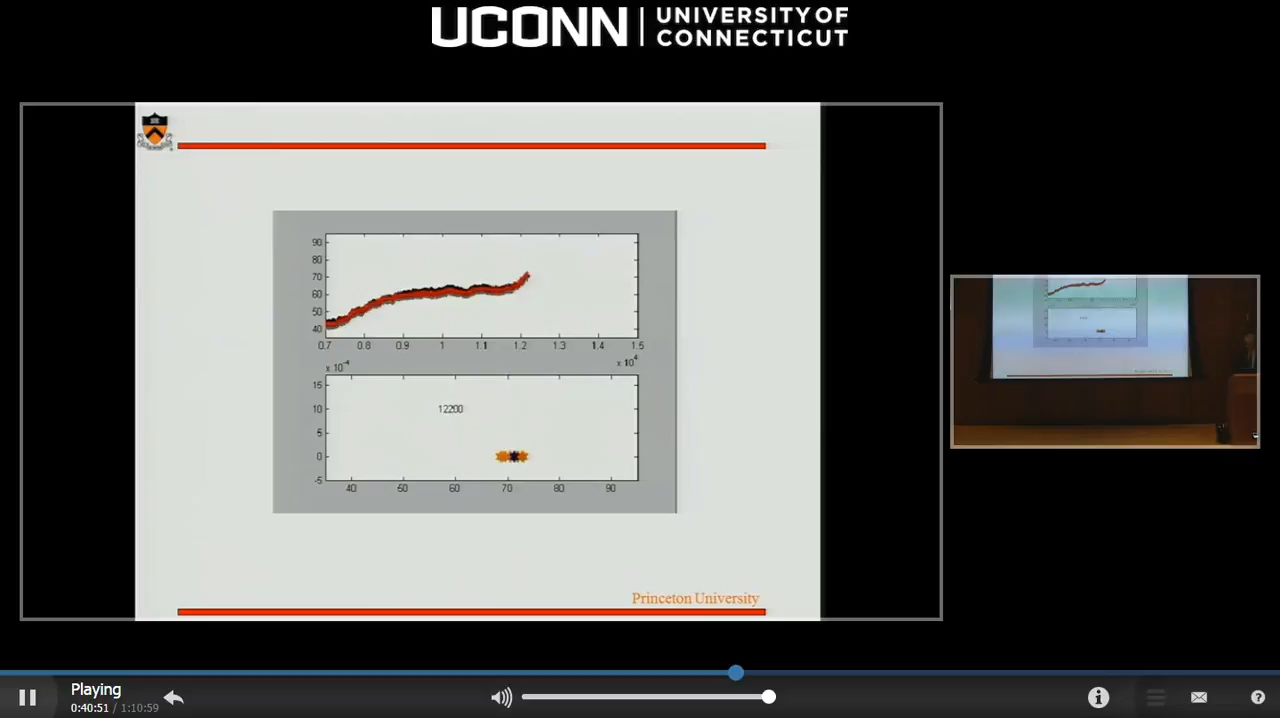 UCONN
UNIVERSITY OF
CONNECTICUT
90
80
70
60
50
40
0.7 0.8 0.9 1 1.1 1.2 1.3 1.4 1.5
x 10⁴
x 10⁻⁴
15
10
5
0
-5
12200
40 50 60 70 80 90
Princeton University
Playing
0:40:51 / 1:10:59